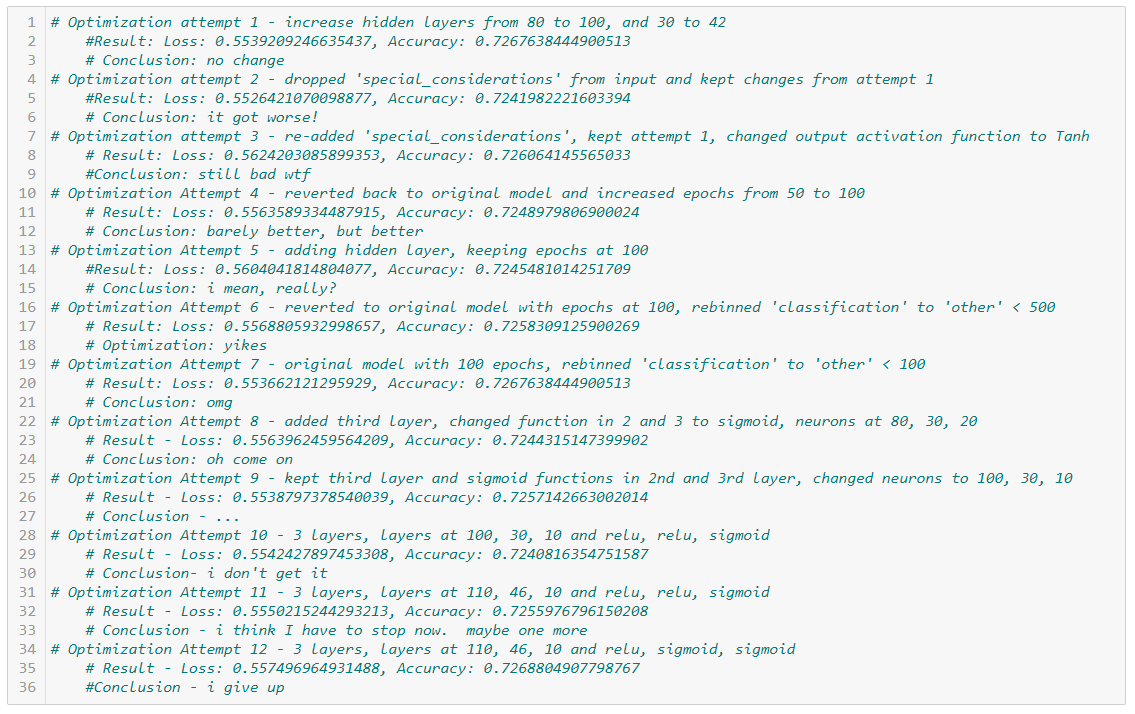 1 # Optimization attempt 1 - increase hidden layers from 80 to 100, and 30 to 42
2 #Result: Loss: 0.5539209246635437, Accuracy: 0.7267638444900513
3 # Conclusion: no change
4 # Optimization attempt 2 - dropped 'special_considerations' from input and kept changes from attempt 1
5 #Result: Loss: 0.5526421070098877, Accuracy: 0.7241982221603394
6 # Conclusion: it got worse!
7 # Optimization attempt 3 - re-added 'special_considerations', kept attempt 1, changed output activation function to Tanh
8 # Result: Loss: 0.5624203085899353, Accuracy: 0.726064145565033
9 #Conclusion: still bad wtf
10 # Optimization Attempt 4 - reverted back to original model and increased epochs from 50 to 100
11 # Result: Loss: 0.5563589334487915, Accuracy: 0.7248979806900024
12 # Conclusion: barely better, but better
13 # Optimization Attempt 5 - adding hidden layer, keeping epochs at 100
14 #Result: Loss: 0.5604041814804077, Accuracy: 0.7245481014251709
15 # Conclusion: i mean, really?
16 # Optimization Attempt 6 - reverted to original model with epochs at 100, rebinned 'classification' to 'other' < 500
17 # Result: Loss: 0.5568805932998657, Accuracy: 0.7258309125900269
18 # Optimization: yikes
19 # Optimization Attempt 7 - original model with 100 epochs, rebinned 'classification' to 'other' < 100
20 # Result: Loss: 0.553662121295929, Accuracy: 0.7267638444900513
21 # Conclusion: omg
22 # Optimization Attempt 8 - added third layer, changed function in 2 and 3 to sigmoid, neurons at 80, 30, 20
23 # Result - Loss: 0.5563962459564209, Accuracy: 0.7244315147399902
24 # Conclusion: oh come on
25 # Optimization Attempt 9 - kept third layer and sigmoid functions in 2nd and 3rd layer, changed neurons to 100, 30, 10
26 # Result - Loss: 0.5538797378540039, Accuracy: 0.7257142663002014
27 # Conclusion - ...
28 # Optimization Attempt 10 - 3 layers, layers at 100, 30, 10 and relu, relu, sigmoid
29 # Result - Loss: 0.5542427897453308, Accuracy: 0.7240816354751587
30 # Conclusion- i don't get it
31 # Optimization Attempt 11 - 3 layers, layers at 110, 46, 10 and relu, relu, sigmoid
32 # Result - Loss: 0.5550215244293213, Accuracy: 0.7255976796150208
33 # Conclusion - i think I have to stop now.  maybe one more
34 # Optimization Attempt 12 - 3 layers, layers at 110, 46, 10 and relu, sigmoid, sigmoid
35 # Result - Loss: 0.557496964931488, Accuracy: 0.7268804907798767
36 #Conclusion - i give up